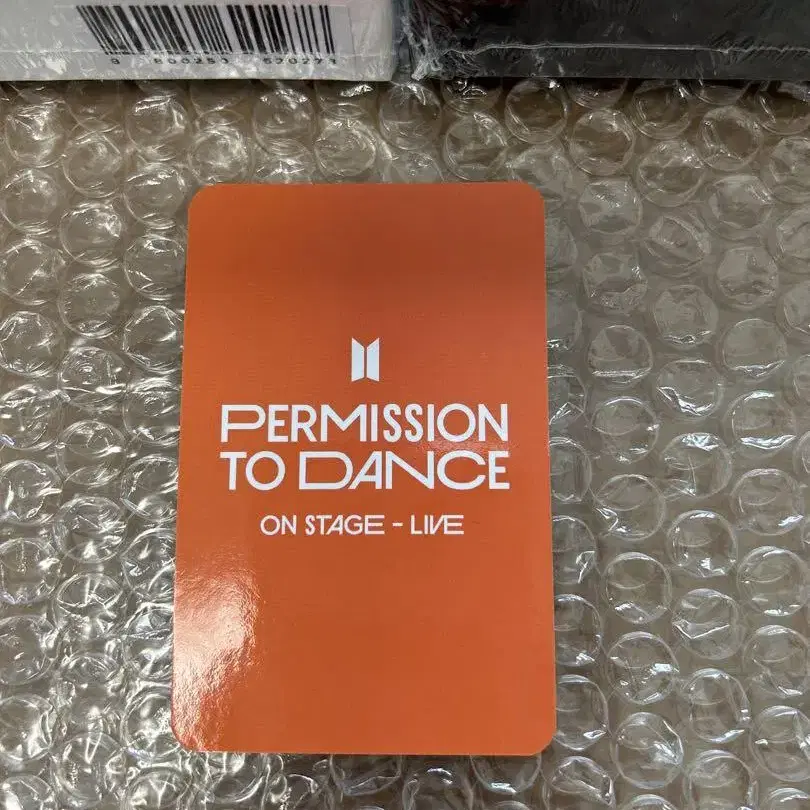 PERMISSION
TO DANCE
ON STAGE - LIVE